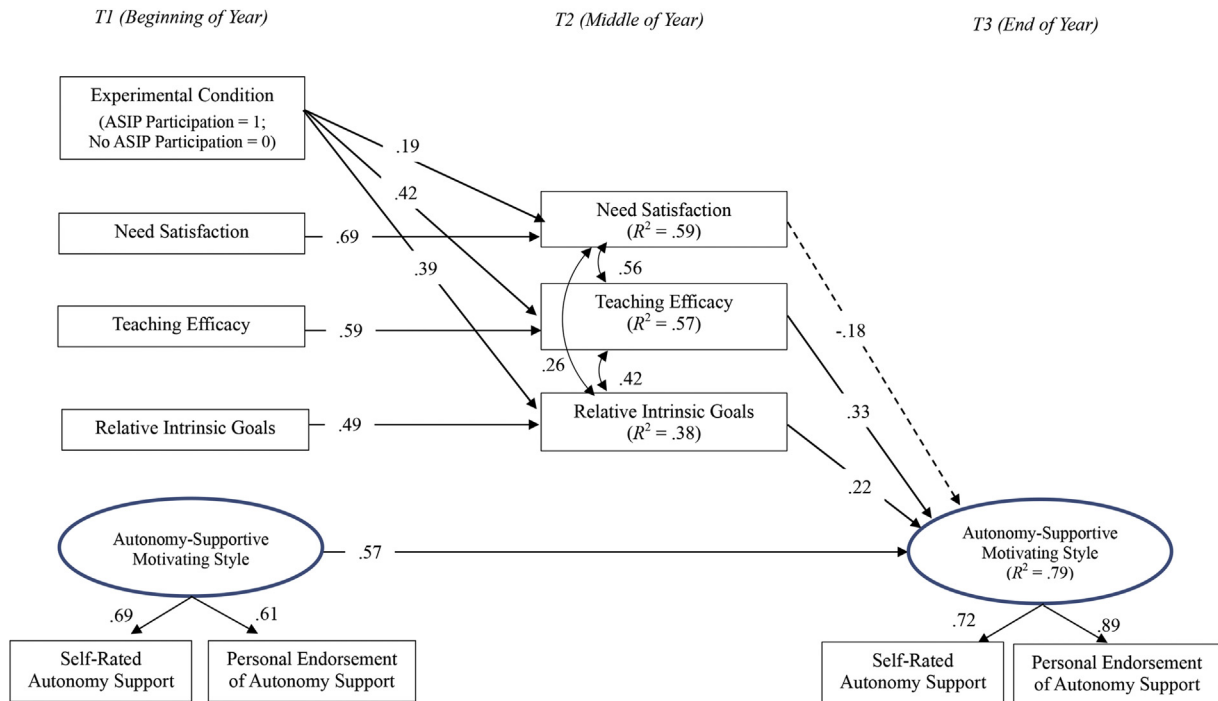 T1 (Beginning of Year)
T2 (Middle of Year)
T3 (End of Year)
Experimental Condition
(ASIP Participation = 1;
No ASIP Participation = 0)
.19
.42
.39
Need Satisfaction
.69
Need Satisfaction
(R² = .59)
.56
Teaching Efficacy
.59
Teaching Efficacy
(R² = .57)
-.18
.26
.42
.33
Relative Intrinsic Goals
.49
Relative Intrinsic Goals
(R² = .38)
.22
Autonomy-Supportive
Motivating Style
.57
Autonomy-Supportive
Motivating Style
(R² = .79)
.69
.61
.72
.89
Self-Rated
Autonomy Support
Personal Endorsement
of Autonomy Support
Self-Rated
Autonomy Support
Personal Endorsement
of Autonomy Support